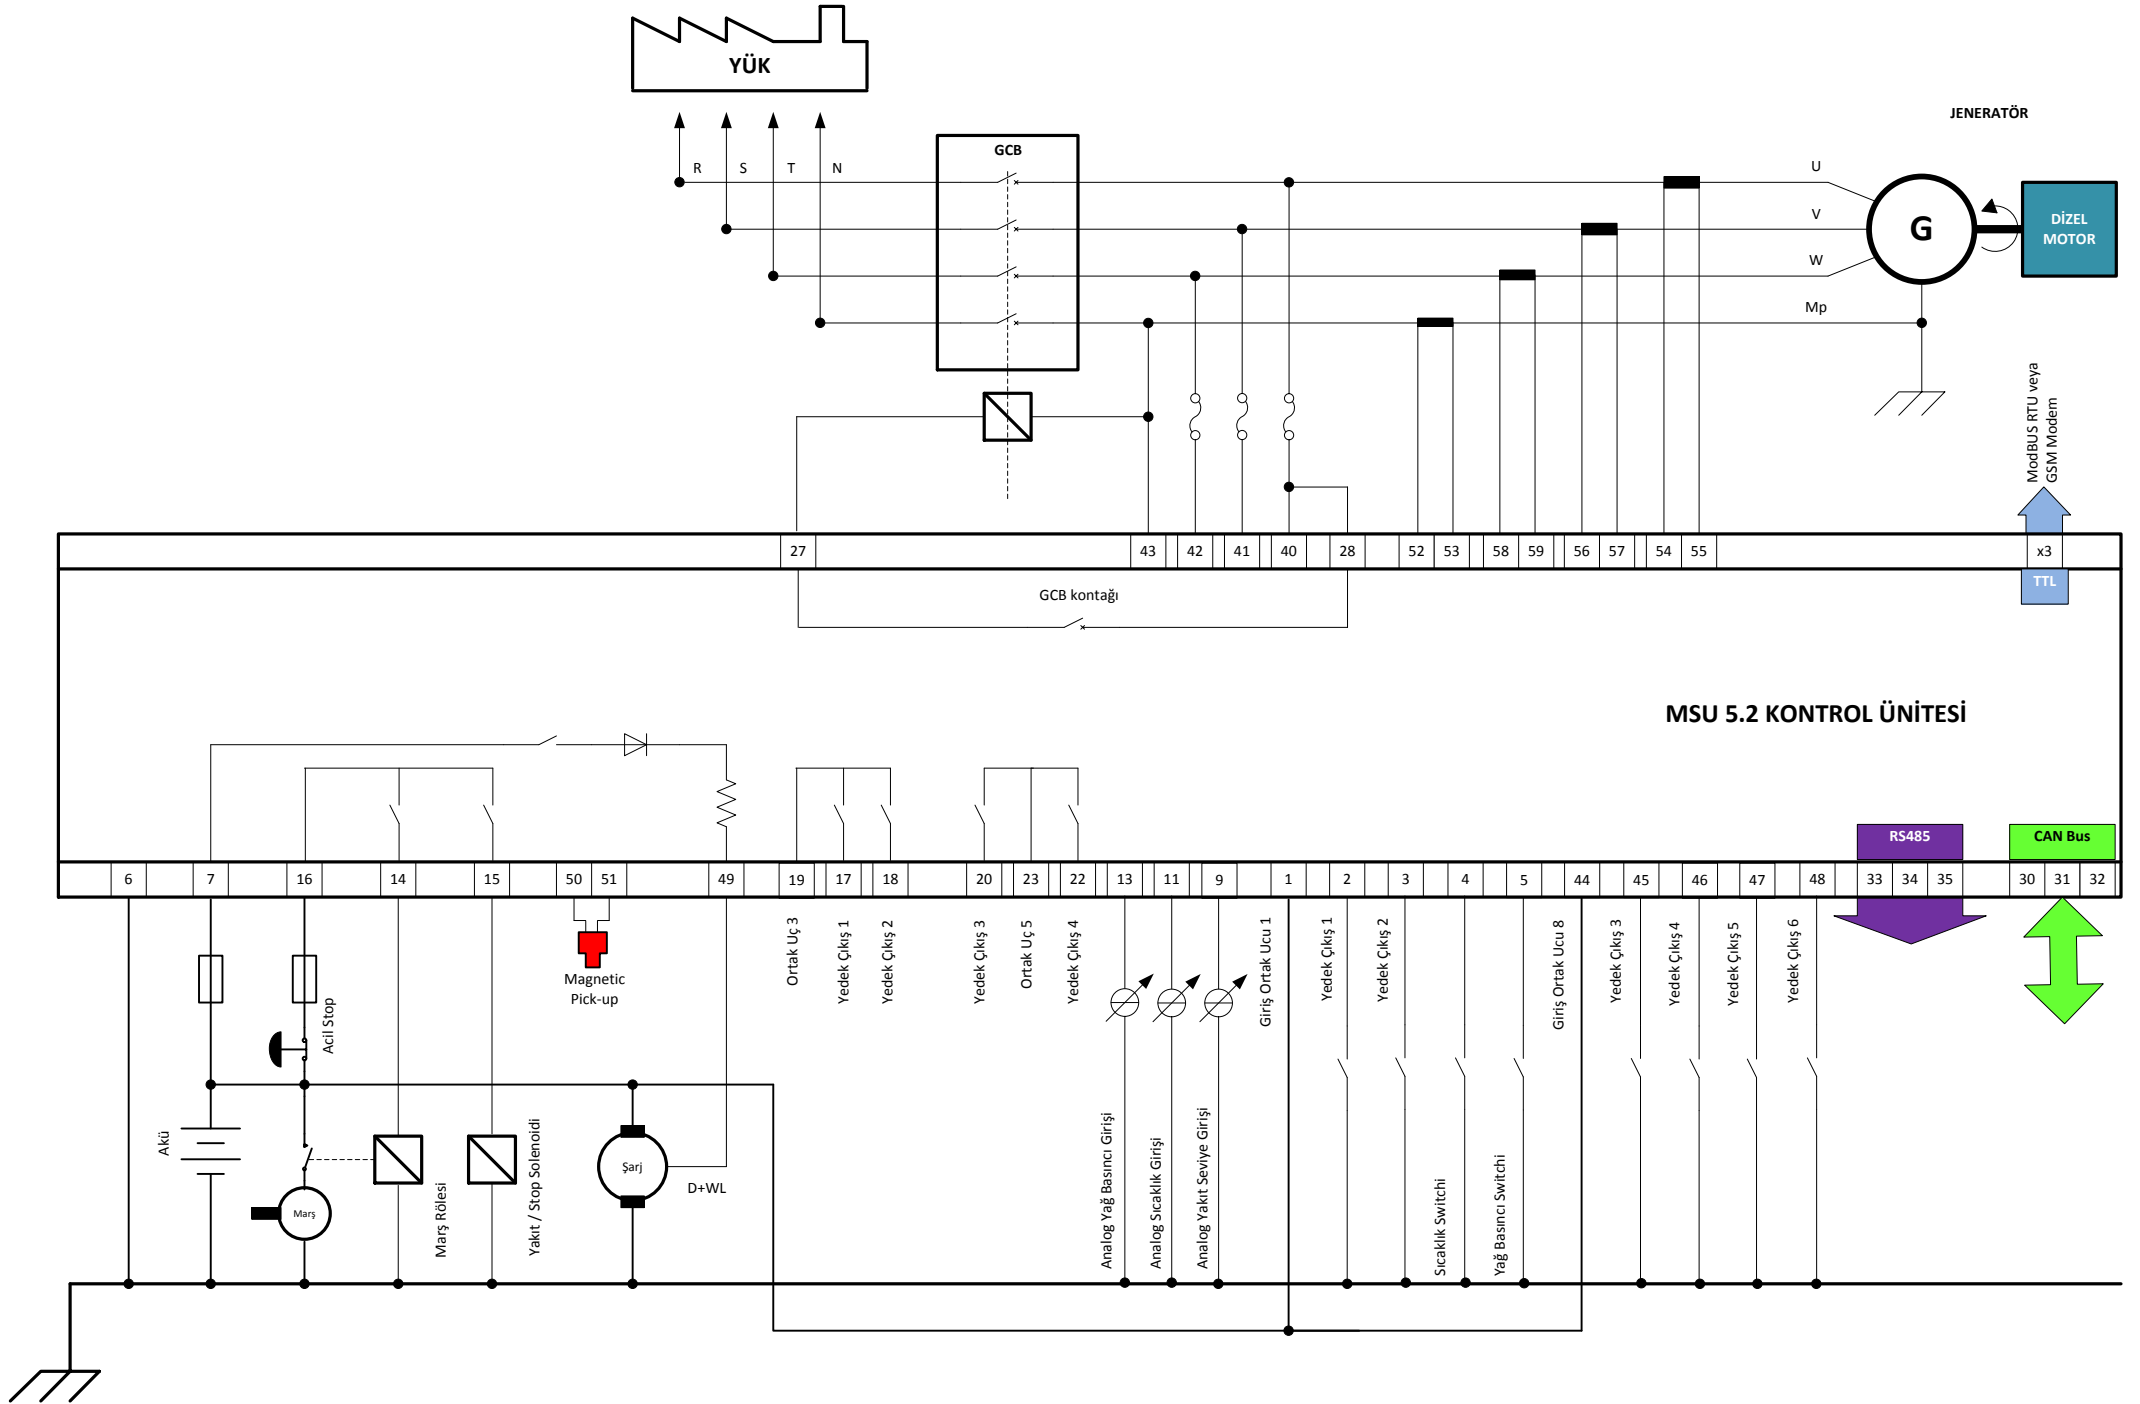 YÜK
JENERATÖR
GCB
R S T N
U
V
W
Mp
G
DİZEL
MOTOR
ModBUS RTU veya
GSM Modem
27 43 42 41 40 28 52 53 58 59 56 57 54 55 x3
TTL
GCB kontağı
MSU 5.2 KONTROL ÜNİTESİ
RS485
CAN Bus
6 7 16 14 15 50 51 49 19 17 18 20 23 22 13 11 9 1 2 3 4 5 44 45 46 47 48 33 34 35 30 31 32
Magnetic
Pick-up
Acil Stop
Ortak Uç 3
Yedek Çıkış 1
Yedek Çıkış 2
Yedek Çıkış 3
Ortak Uç 5
Yedek Çıkış 4
Giriş Ortak Ucu 1
Yedek Çıkış 1
Yedek Çıkış 2
Giriş Ortak Ucu 8
Yedek Çıkış 3
Yedek Çıkış 4
Yedek Çıkış 5
Yedek Çıkış 6
Akü
Marş
Marş Rölesi
Yakıt / Stop Solenoidi
Şarj
D+WL
Analog Yağ Basıncı Girişi
Analog Sıcaklık Girişi
Analog Yakıt Seviye Girişi
Sıcaklık Switchi
Yağ Basıncı Switchi